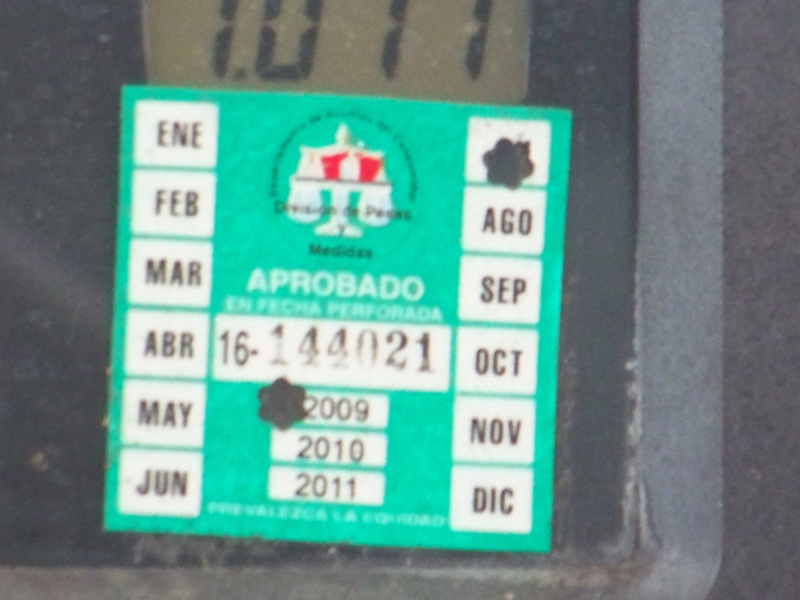 1.011
ENE
FEB
MAR
ABR
MAY
JUN
División de Pesas
y
Medidas
APROBADO
EN FECHA PERFORADA
16-144021
2009
2010
2011
PREVALEZCA LA EQUIDAD
AGO
SEP
OCT
NOV
DIC